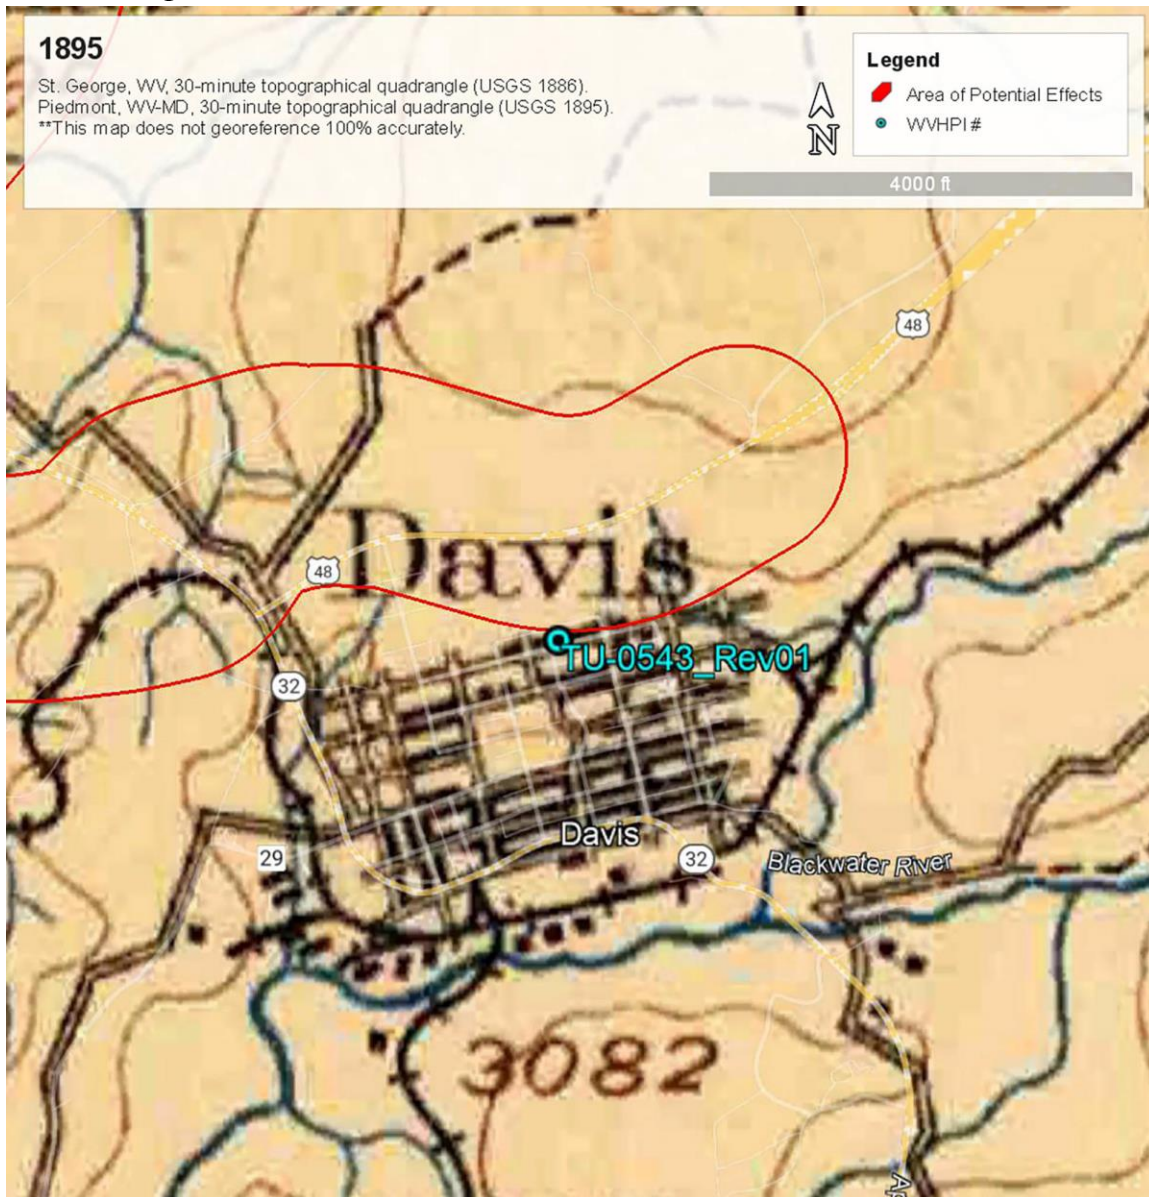 1895
St. George, WV, 30-minute topographical quadrangle (USGS 1886).
Piedmont, WV-MD, 30-minute topographical quadrangle (USGS 1895).
**This map does not georeference 100% accurately.
N
Legend
Area of Potential Effects
WVHPI #
4000 ft
48
Davis
48
TU-0543_Rev01
32
Davis
29
32
Blackwater River
3082